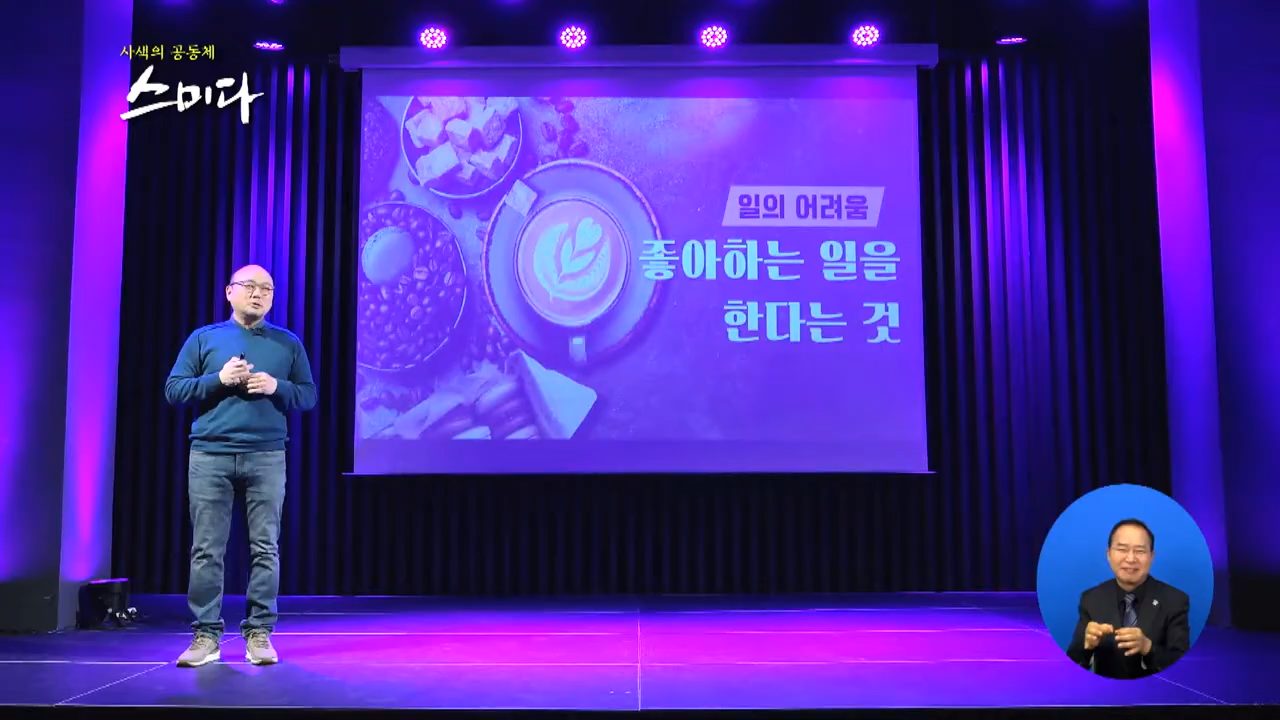 사색의 공동체
스미다
일의 어려움
좋아하는 일을
한다는 것